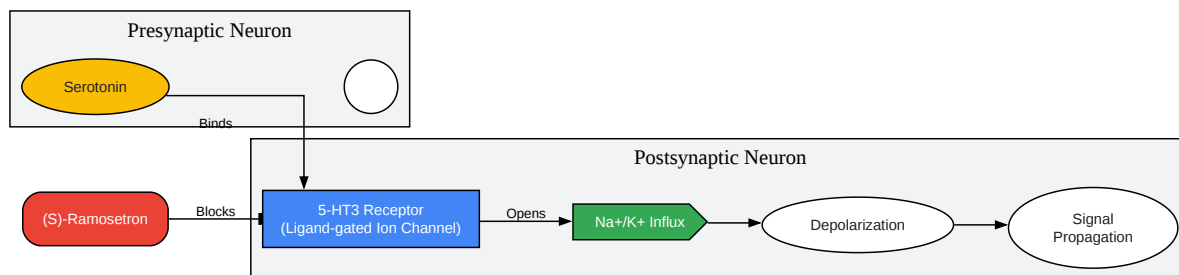 Presynaptic Neuron
Serotonin
Binds
Postsynaptic Neuron
(S)-Ramosetron
Blocks
5-HT3 Receptor
(Ligand-gated Ion Channel)
Opens
Na+/K+ Influx
Depolarization
Signal
Propagation